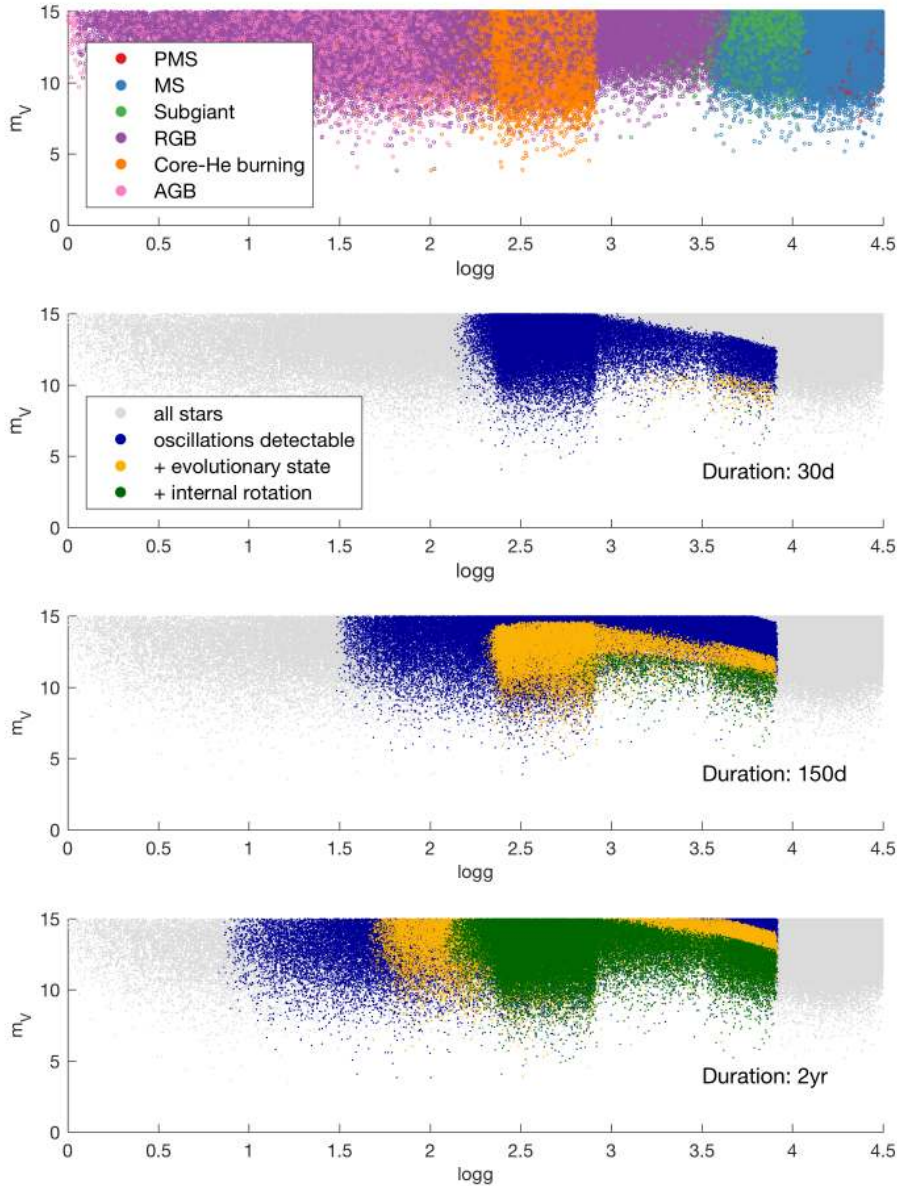 15
10
5
0
m_V
PMS
MS
Subgiant
RGB
Core-He burning
AGB
0 0.5 1 1.5 2 2.5 3 3.5 4 4.5
logg
15
10
5
0
m_V
all stars
oscillations detectable
+ evolutionary state
+ internal rotation
Duration: 30d
0 0.5 1 1.5 2 2.5 3 3.5 4 4.5
logg
15
10
5
0
m_V
Duration: 150d
0 0.5 1 1.5 2 2.5 3 3.5 4 4.5
logg
15
10
5
0
m_V
Duration: 2yr
0 0.5 1 1.5 2 2.5 3 3.5 4 4.5
logg